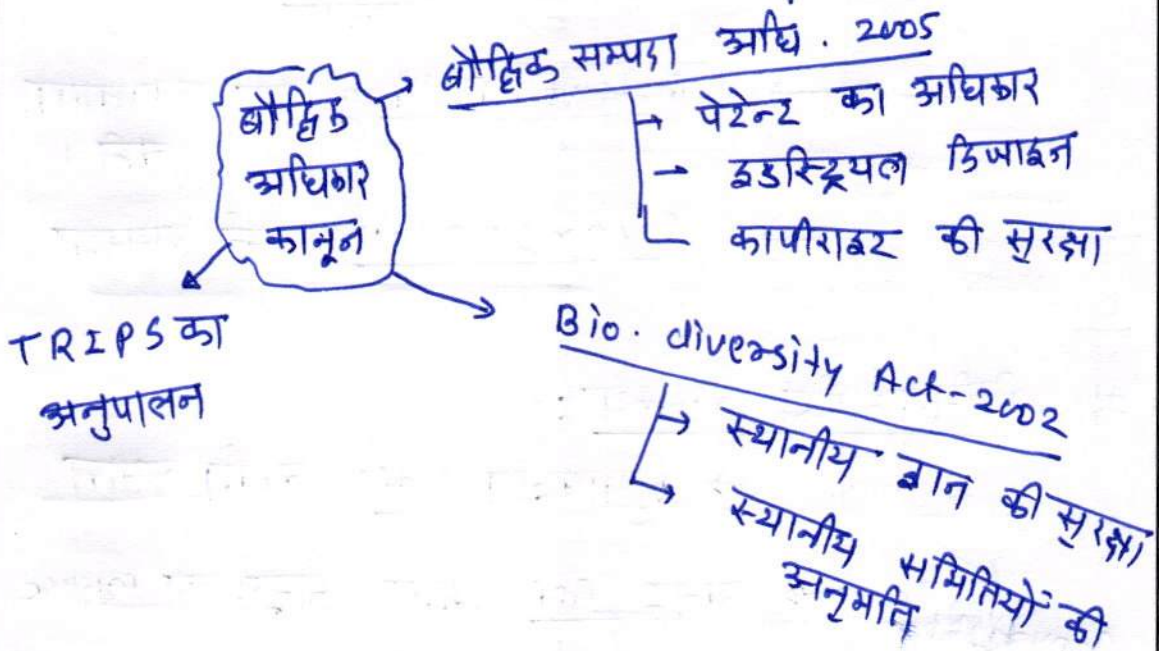 बौद्धिक सम्पदा अधि. 2005
→ पेटेन्ट का अधिकार
→ इडस्ट्रियल डिजाइन
कापीराइट की सुरक्षा
बौद्धिक
अधिकार
कानून
TRIPS का
अनुपालन
Bio. diversity Act-2002
→ स्थानीय ज्ञान की सुरक्षा
→ स्थानीय समितियों की
अनुमति